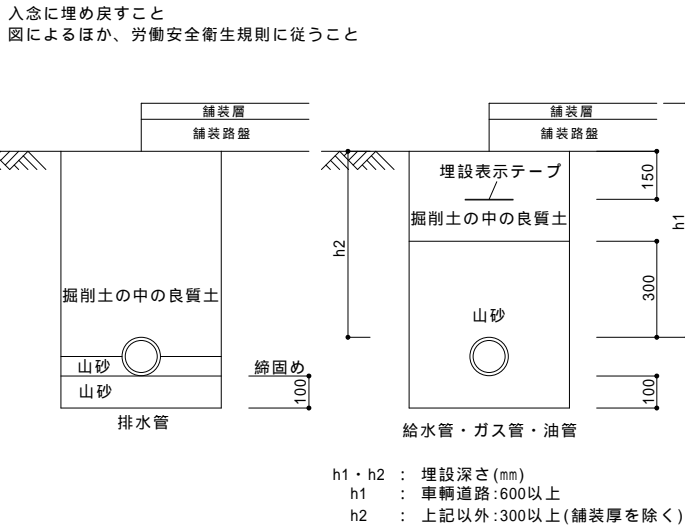 入念に埋め戻すこと
図によるほか、労働安全衛生規則に従うこと
舗装層
舗装路盤
掘削土の中の良質土
山砂
山砂
締固め
100
排水管
舗装層
舗装路盤
埋設表示テープ
掘削土の中の良質土
山砂
h2
150
300
100
h1
給水管・ガス管・油管
h1・h2 : 埋設深さ(㎜)
h1 : 車輌道路:600以上
h2 : 上記以外:300以上(舗装厚を除く)